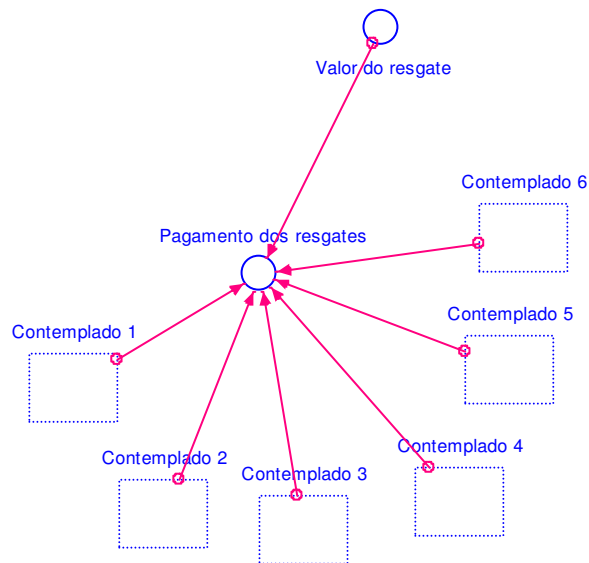 Valor do resgate
Contemplado 6
Pagamento dos resgates
Contemplado 5
Contemplado 1
Contemplado 4
Contemplado 2
Contemplado 3